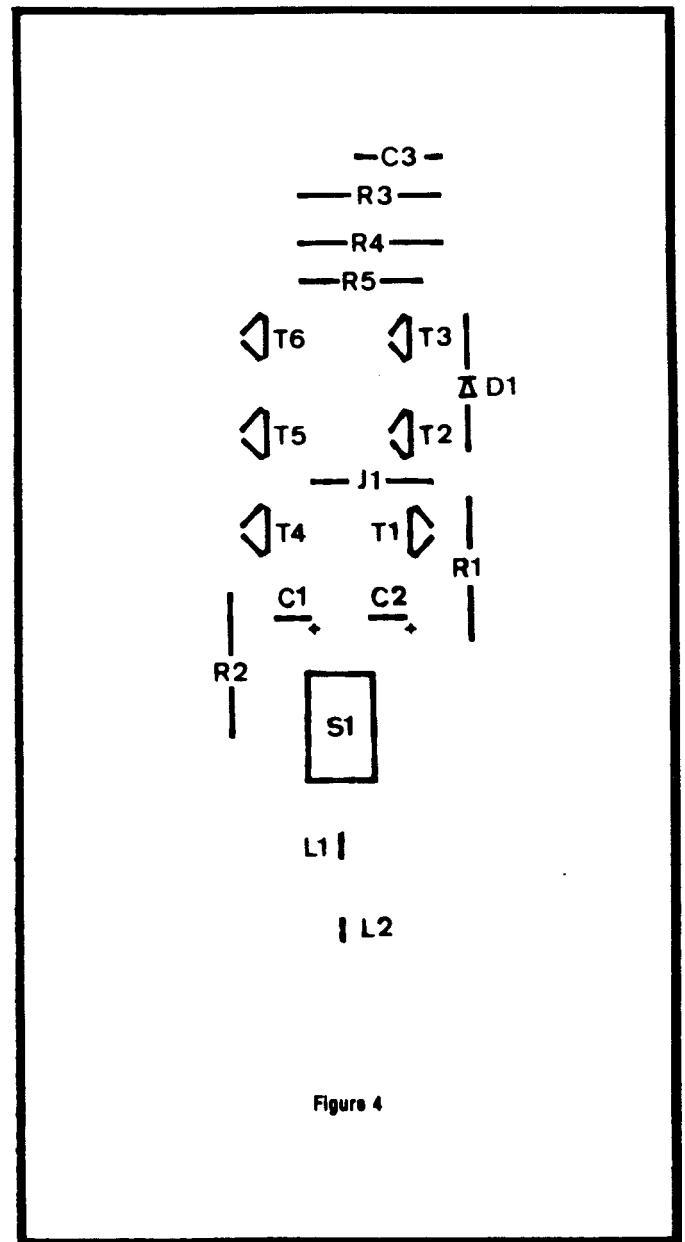 C3
R3
R4
R5
T6 T3
D1
T5 T2
J1
T4 T1
R1
C1 C2
+ +
R2
S1
L1
L2
Figure 4